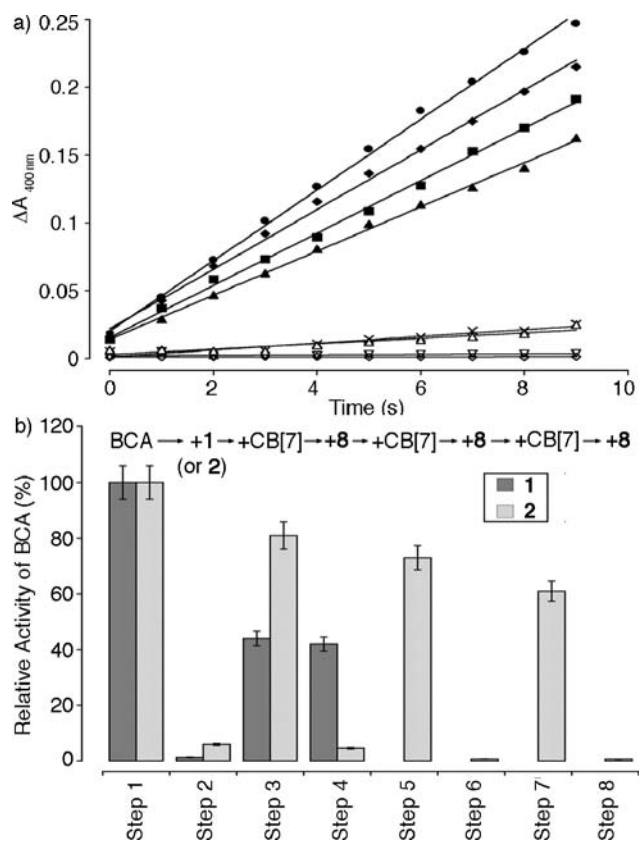 a)
0.25
0.2
0.15
0.1
0.05
0
ΔA 400 nm
0 2 4 6 8 10
Time (s)
b)
BCA → +1 → +CB[7] → +8 → +CB[7] → +8 → +CB[7] → +8
(or 2)
1
2
120
100
80
60
40
20
0
Relative Activity of BCA (%)
Step 1
Step 2
Step 3
Step 4
Step 5
Step 6
Step 7
Step 8